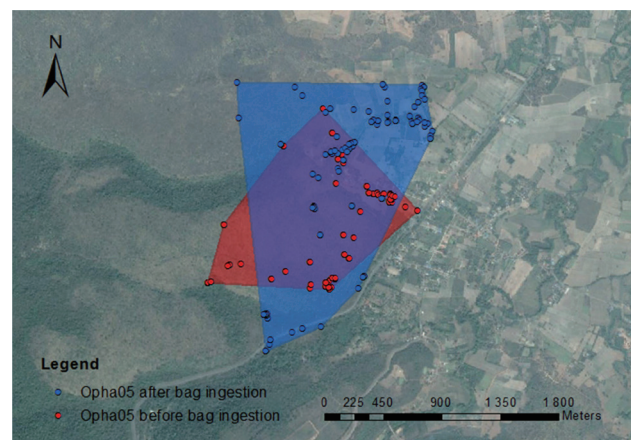 N
Legend
Opha05 after bag ingestion
Opha05 before bag ingestion
0 225 450 900 1 350 1 800
Meters